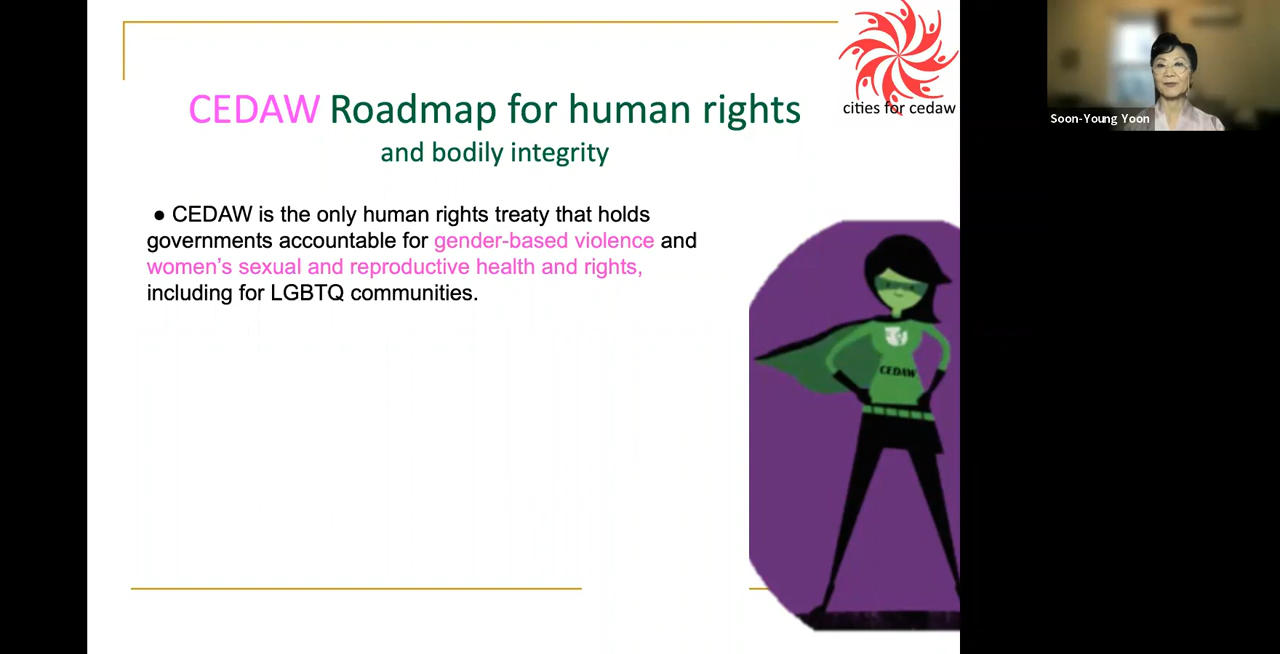 cities for cedaw
CEDAW Roadmap for human rights
and bodily integrity
● CEDAW is the only human rights treaty that holds
governments accountable for gender-based violence and
women’s sexual and reproductive health and rights,
including for LGBTQ communities.
CEDAW
Soon-Young Yoon